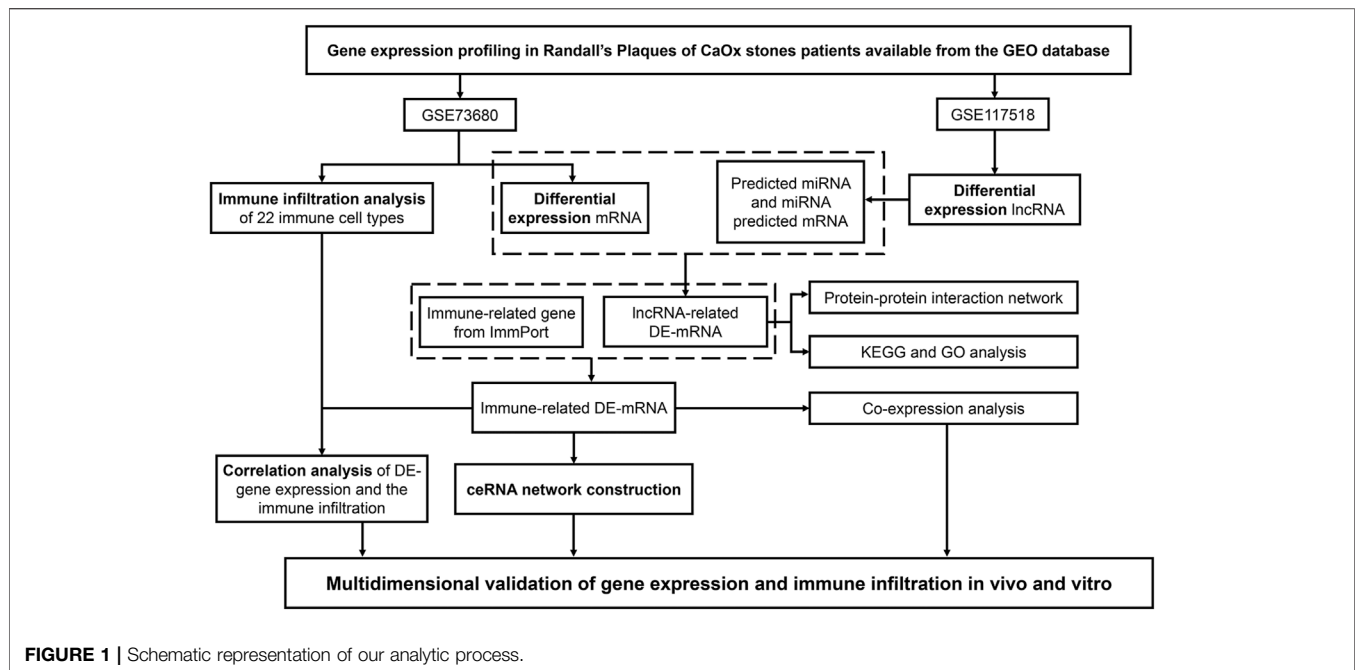 Gene expression profiling in Randall's Plaques of CaOx stones patients available from the GEO database
GSE73680
GSE117518
Immune infiltration analysis
of 22 immune cell types
Differential
expression mRNA
Predicted miRNA
and miRNA
predicted mRNA
Differential
expression lncRNA
Immune-related gene
from ImmPort
lncRNA-related
DE-mRNA
Protein-protein interaction network
KEGG and GO analysis
Immune-related DE-mRNA
Co-expression analysis
Correlation analysis of DE-
gene expression and the
immune infiltration
ceRNA network construction
Multidimensional validation of gene expression and immune infiltration in vivo and vitro
FIGURE 1 | Schematic representation of our analytic process.